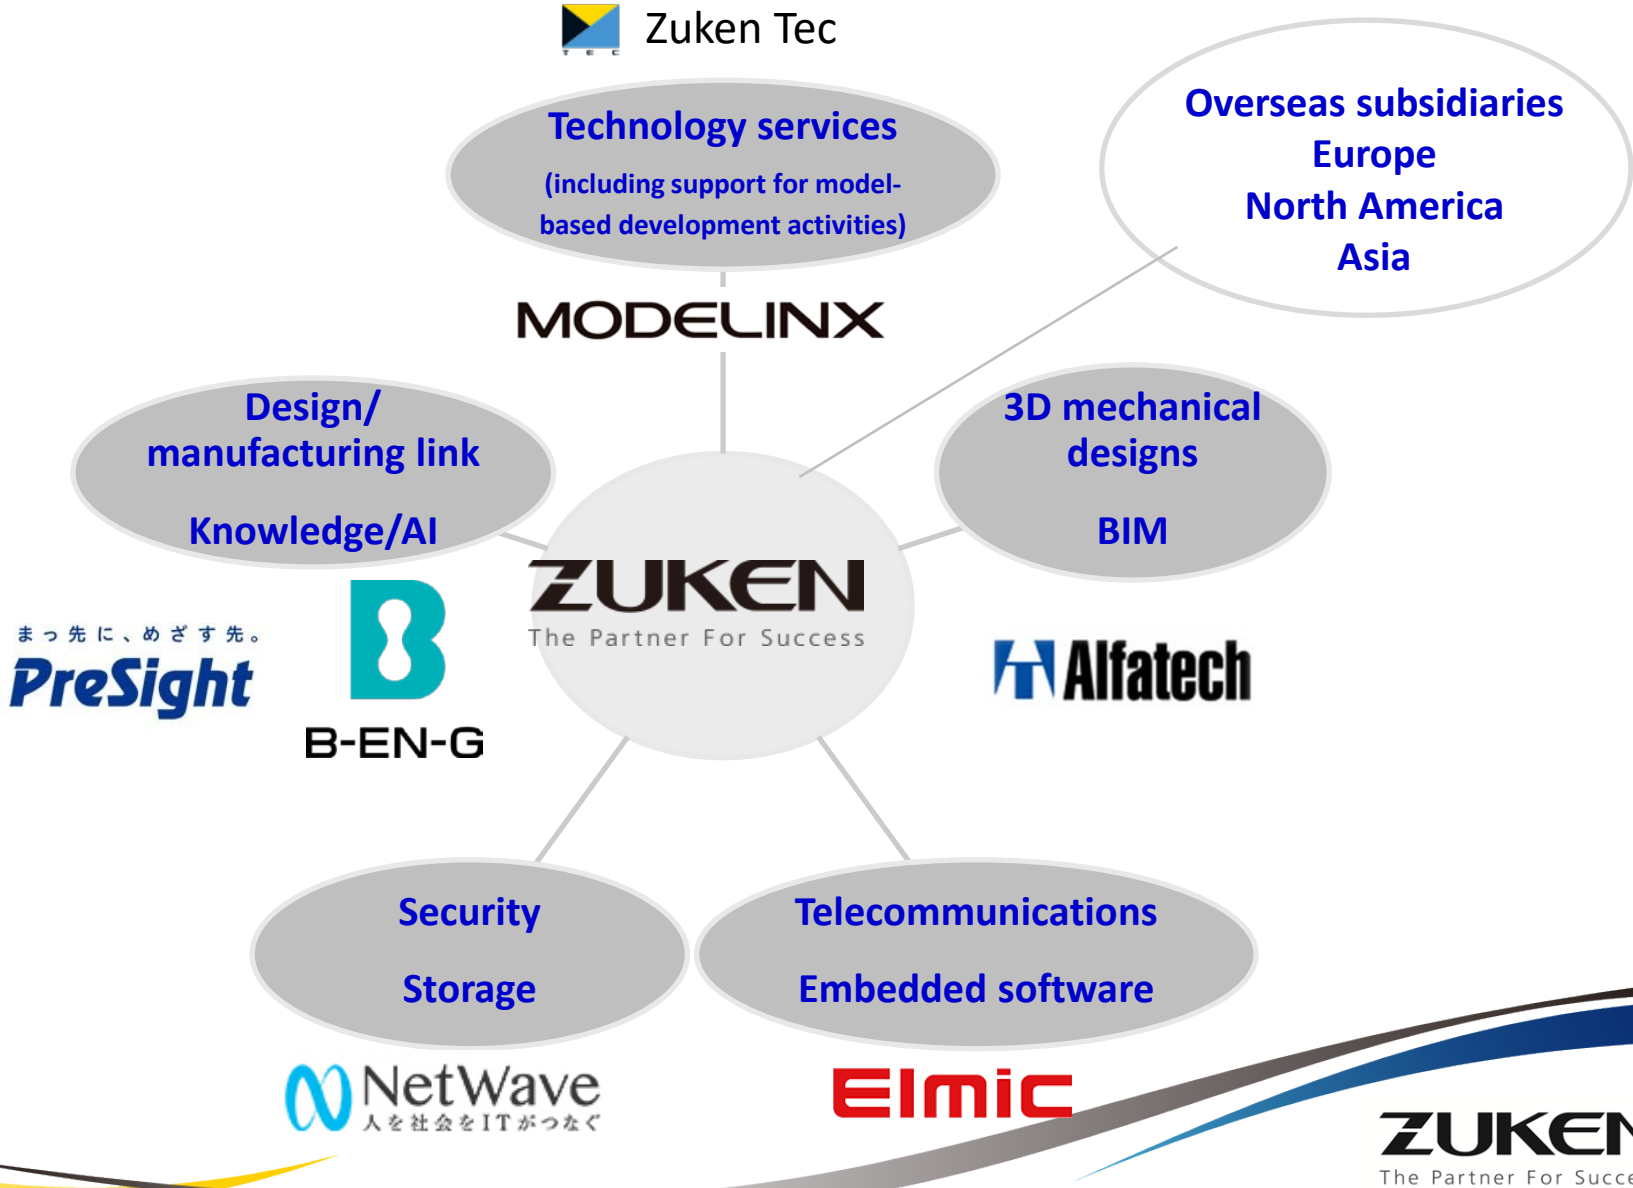 TEC
Zuken Tec
Technology services
(including support for model-
based development activities)
Overseas subsidiaries
Europe
North America
Asia
MODELINX
Design/
manufacturing link
Knowledge/AI
3D mechanical
designs
BIM
ZUKEN
The Partner For Success
まっ先に、めざす先。
PreSight
B-EN-G
Alfatech
Security
Storage
Telecommunications
Embedded software
NetWave
人を社会をITがつなぐ
Elmic
ZUKEN
The Partner For Succe